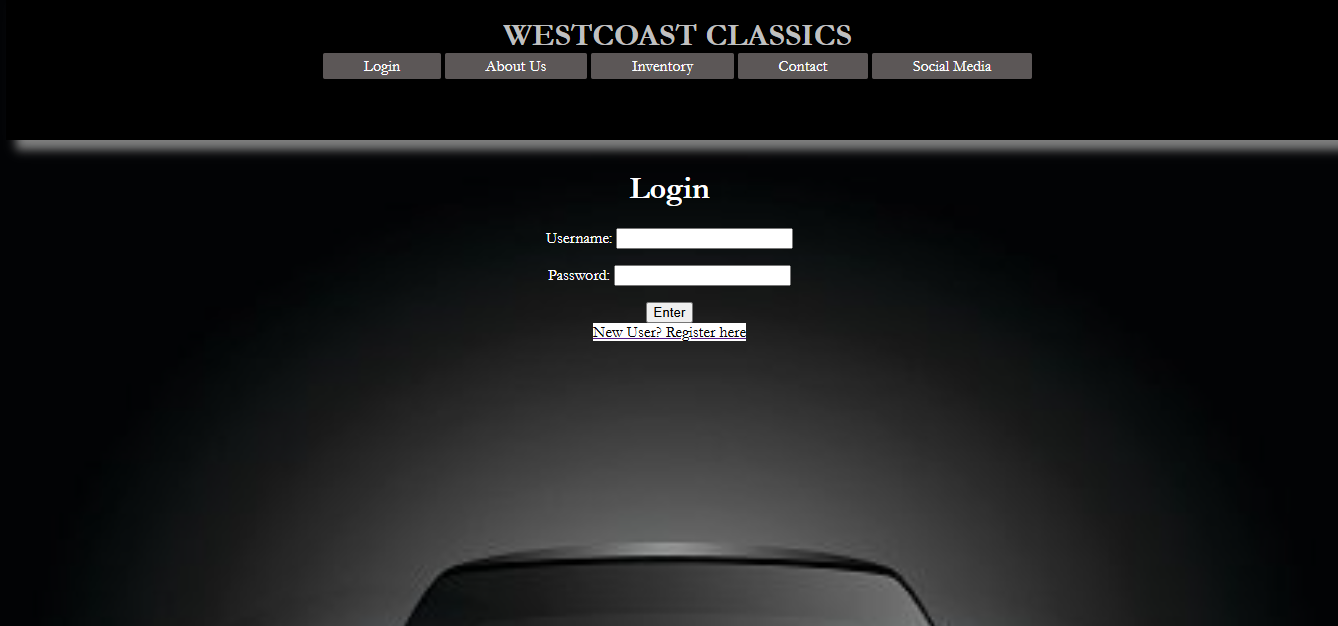 WESTCOAST CLASSICS
Login About Us Inventory Contact Social Media
Login
Username:
Password:
Enter
New User? Register here